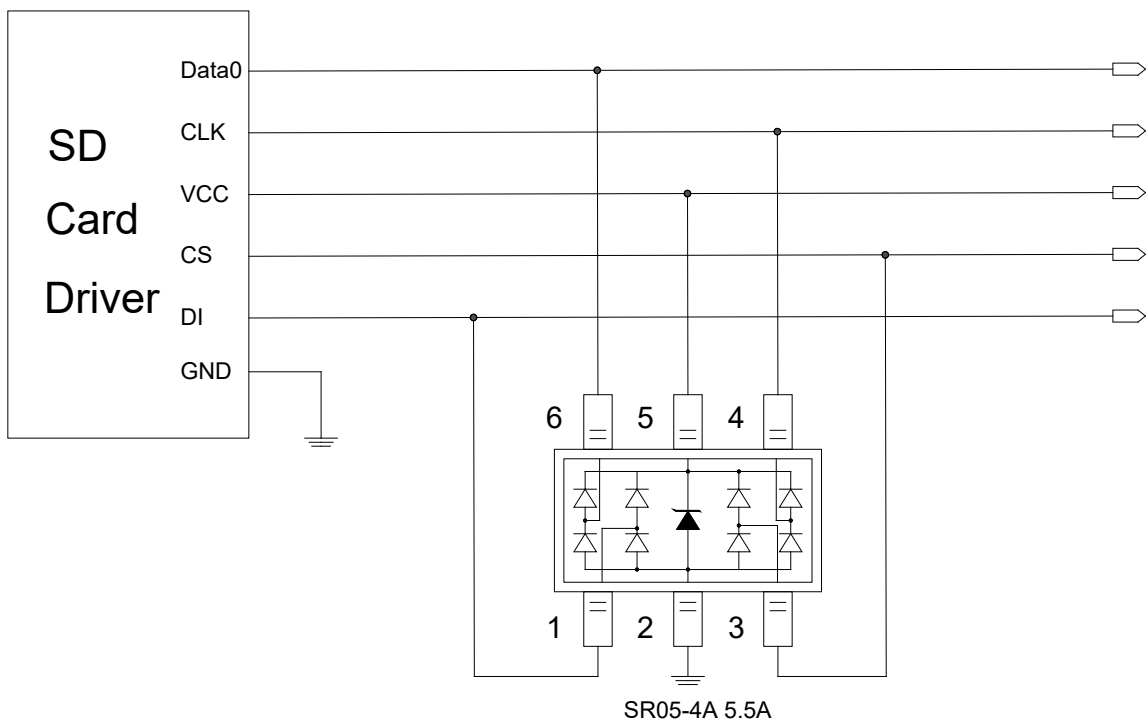 Data0
CLK
VCC
CS
DI
GND
SD
Card
Driver
6 5 4
1 2 3
SR05-4A 5.5A